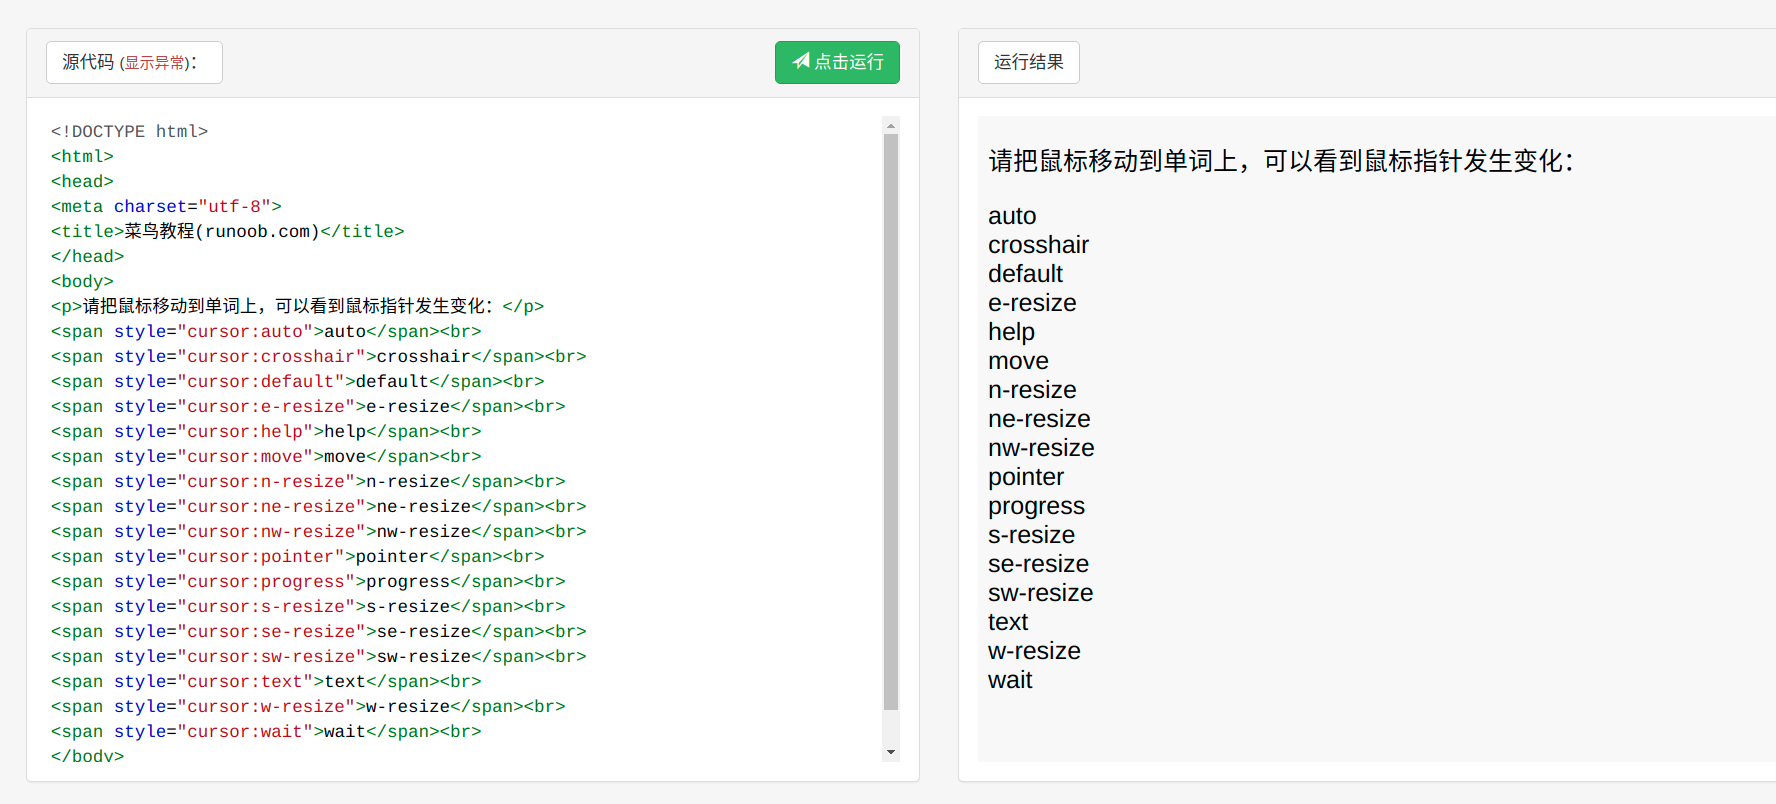 源代码 (显示异常)：
点击运行
<!DOCTYPE html>
<html>
<head>
<meta charset="utf-8">
<title>菜鸟教程(runoob.com)</title>
</head>
<body>
<p>请把鼠标移动到单词上，可以看到鼠标指针发生变化：</p>
<span style="cursor:auto">auto</span><br>
<span style="cursor:crosshair">crosshair</span><br>
<span style="cursor:default">default</span><br>
<span style="cursor:e-resize">e-resize</span><br>
<span style="cursor:help">help</span><br>
<span style="cursor:move">move</span><br>
<span style="cursor:n-resize">n-resize</span><br>
<span style="cursor:ne-resize">ne-resize</span><br>
<span style="cursor:nw-resize">nw-resize</span><br>
<span style="cursor:pointer">pointer</span><br>
<span style="cursor:progress">progress</span><br>
<span style="cursor:s-resize">s-resize</span><br>
<span style="cursor:se-resize">se-resize</span><br>
<span style="cursor:sw-resize">sw-resize</span><br>
<span style="cursor:text">text</span><br>
<span style="cursor:w-resize">w-resize</span><br>
<span style="cursor:wait">wait</span><br>
</body>
运行结果
请把鼠标移动到单词上，可以看到鼠标指针发生变化：
auto
crosshair
default
e-resize
help
move
n-resize
ne-resize
nw-resize
pointer
progress
s-resize
se-resize
sw-resize
text
w-resize
wait